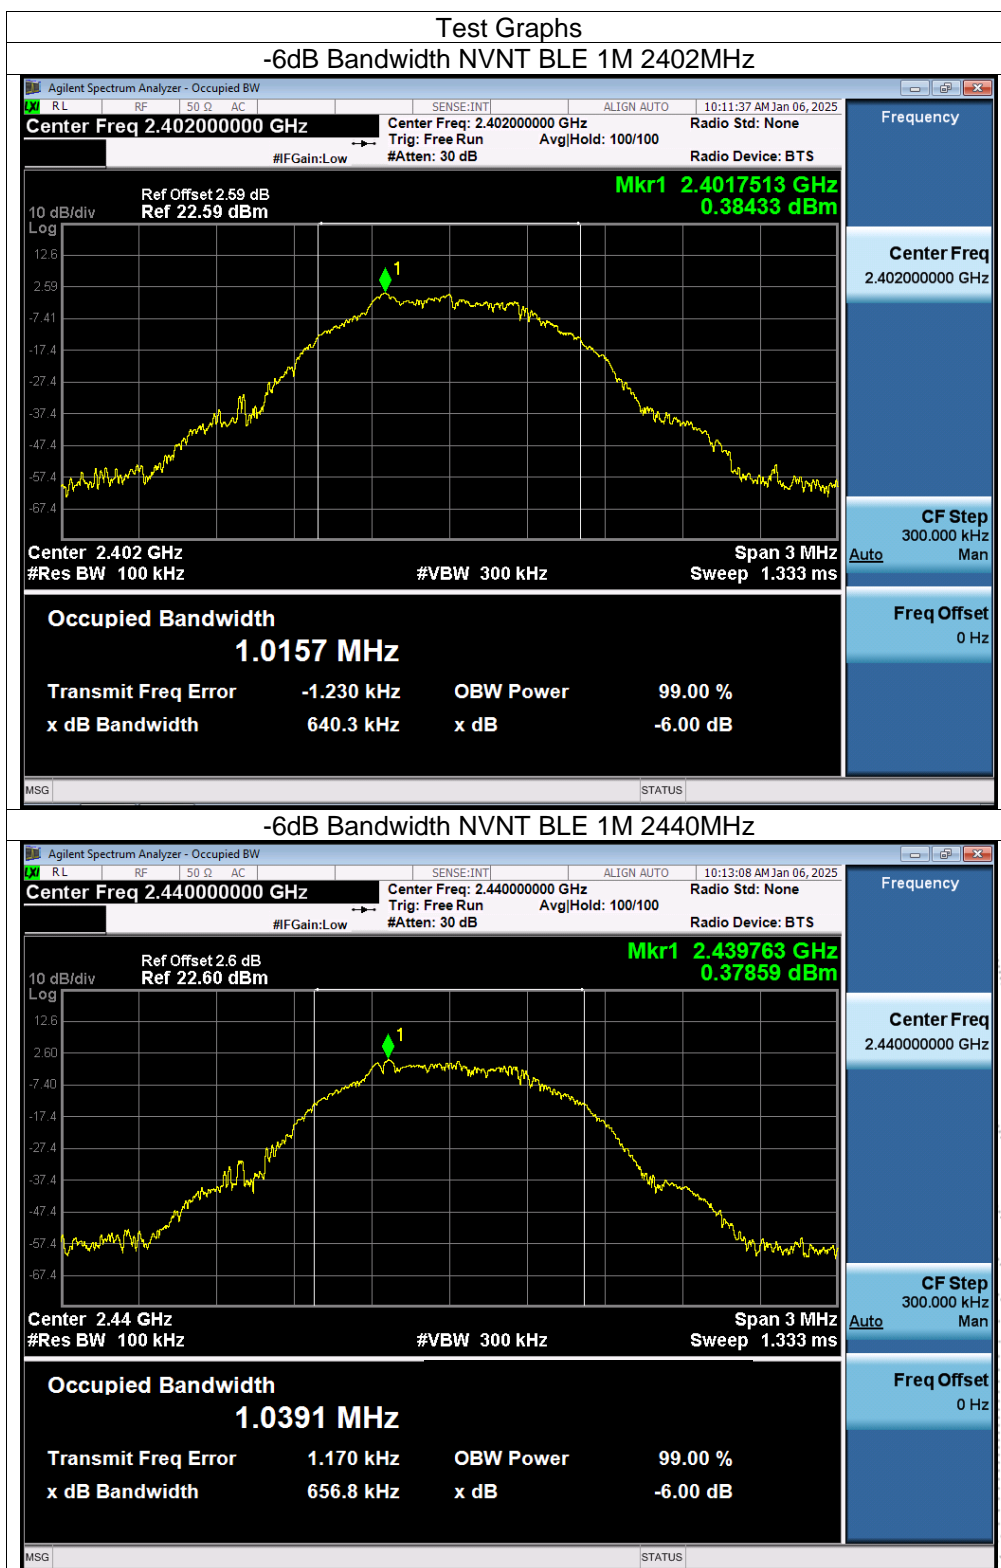 Test Graphs
-6dB Bandwidth NVNT BLE 1M 2402MHz
Agilent Spectrum Analyzer - Occupied BW
LXI RL RF 50 Ω AC SENSE:INT ALIGN AUTO 10:11:37 AM Jan 06, 2025
Center Freq 2.402000000 GHz Center Freq: 2.402000000 GHz Radio Std: None Frequency
Trig: Free Run Avg|Hold: 100/100
#IFGain:Low #Atten: 30 dB Radio Device: BTS
Mkr1 2.4017513 GHz
Ref Offset 2.59 dB
10 dB/div Ref 22.59 dBm 0.38433 dBm
Log
1
12.6
2.59
-7.41
-17.4
-27.4
-37.4
-47.4
-57.4
-67.4
Center Freq
2.402000000 GHz
Center 2.402 GHz Span 3 MHz
#Res BW 100 kHz #VBW 300 kHz Sweep 1.333 ms
CF Step
300.000 kHz
Auto Man
Occupied Bandwidth
1.0157 MHz
Freq Offset
0 Hz
Transmit Freq Error -1.230 kHz OBW Power 99.00 %
x dB Bandwidth 640.3 kHz x dB -6.00 dB
MSG STATUS
-6dB Bandwidth NVNT BLE 1M 2440MHz
Agilent Spectrum Analyzer - Occupied BW
LXI RL RF 50 Ω AC SENSE:INT ALIGN AUTO 10:13:08 AM Jan 06, 2025
Center Freq 2.440000000 GHz Center Freq: 2.440000000 GHz Radio Std: None Frequency
Trig: Free Run Avg|Hold: 100/100
#IFGain:Low #Atten: 30 dB Radio Device: BTS
Mkr1 2.439763 GHz
Ref Offset 2.6 dB
10 dB/div Ref 22.60 dBm 0.37859 dBm
Log
1
12.6
2.60
-7.40
-17.4
-27.4
-37.4
-47.4
-57.4
-67.4
Center Freq
2.440000000 GHz
Center 2.44 GHz Span 3 MHz
#Res BW 100 kHz #VBW 300 kHz Sweep 1.333 ms
CF Step
300.000 kHz
Auto Man
Occupied Bandwidth
1.0391 MHz
Freq Offset
0 Hz
Transmit Freq Error 1.170 kHz OBW Power 99.00 %
x dB Bandwidth 656.8 kHz x dB -6.00 dB
MSG STATUS